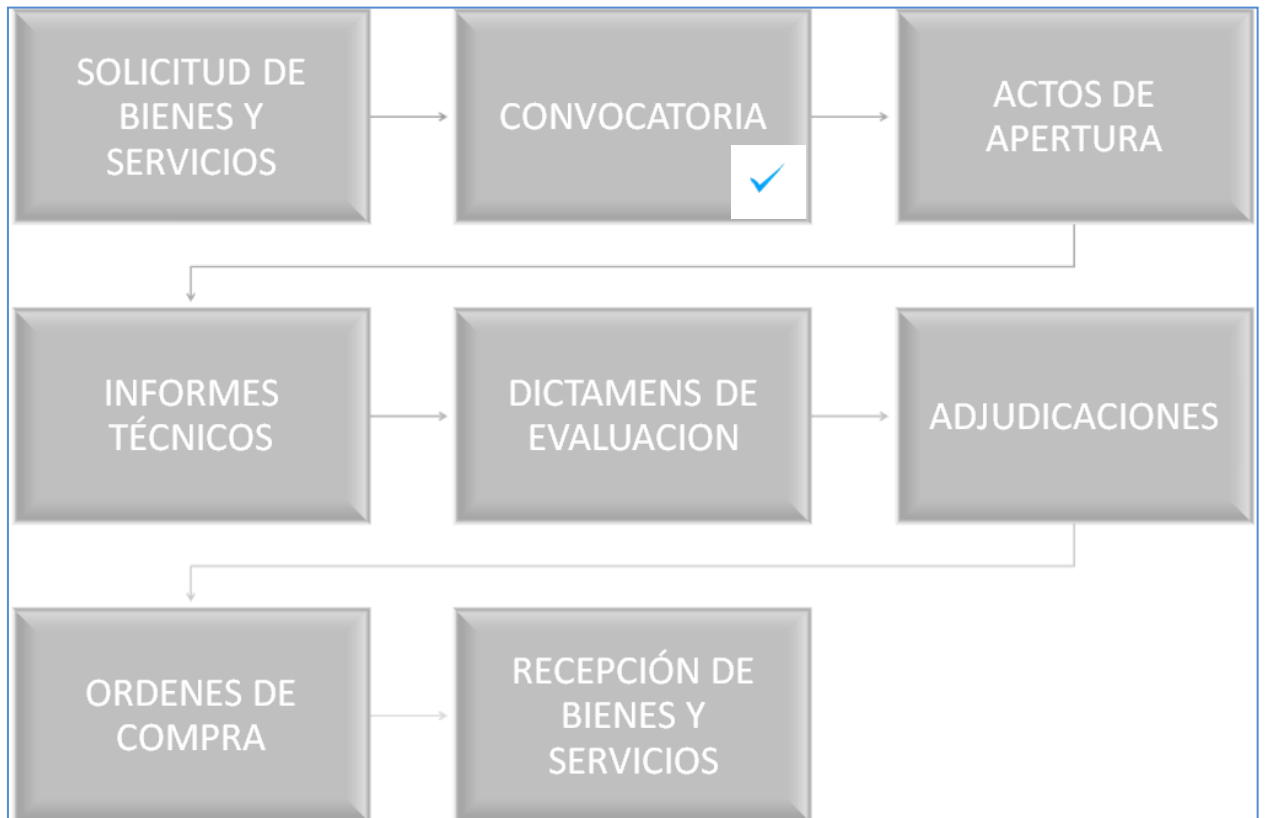 SOLICITUD DE
BIENES Y
SERVICIOS
CONVOCATORIA
ACTOS DE
APERTURA
INFORMES
TÉCNICOS
DICTAMENS DE
EVALUACION
ADJUDICACIONES
ORDENES DE
COMPRA
RECEPCIÓN DE
BIENES Y
SERVICIOS